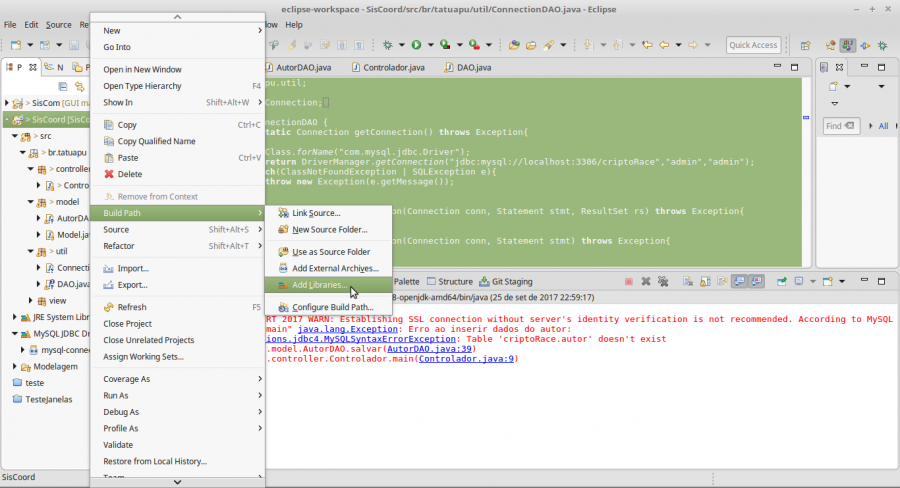 eclipse-workspace - SisCoord/src/br/tatuapu/util/ConnectionDAO.java - Eclipse
File Edit Source
ow Help
Quick Access
P
N
AutorDAO.java
Controlador.java
DAO.java
> SisCom [GUI ma
> SisCoord [SisCo
> src
> br.tatuapu
> controller
> Contro
> model
AutorDA
Model.jav
> util
Connecti
DAO.java
view
JRE System Libr
MySQL JDBC Dr
mysql-conne
> Modelagem
teste
TesteJanelas
New
Go Into
Open in New Window
Open Type Hierarchy F4
Show In Shift+Alt+W
Copy Ctrl+C
Copy Qualified Name
Paste Ctrl+V
Delete
Remove from Context
Build Path
Source Shift+Alt+S
Refactor Shift+Alt+T
Import...
Export...
Refresh F5
Close Project
Close Unrelated Projects
Assign Working Sets...
Coverage As
Run As
Debug As
Profile As
Validate
Restore from Local History...
Team
Link Source...
New Source Folder...
Use as Source Folder
Add External Archives...
Add Libraries...
Configure Build Path...
pu.util;
Connection;
nnectionDAO {
static Connection getConnection() throws Exception{
Class.forName("com.mysql.jdbc.Driver");
return DriverManager.getConnection("jdbc:mysql://localhost:3306/criptoRace","admin","admin");
ch(ClassNotFoundException | SQLException e){
throw new Exception(e.getMessage());
on(Connection conn, Statement stmt, ResultSet rs) throws Exception{
on(Connection conn, Statement stmt) throws Exception{
Find
All
Palette
Structure
Git Staging
8-openjdk-amd64/bin/java (25 de set de 2017 22:59:17)
RT 2017 WARN: Establishing SSL connection without server's identity verification is not recommended. According to MySQL
main" java.lang.Exception: Erro ao inserir dados do autor:
ions.jdbc4.MySQLSyntaxErrorException: Table 'criptoRace.autor' doesn't exist
.model.AutorDAO.salvar(AutorDAO.java:39)
.controller.Controlador.main(Controlador.java:9)
SisCoord